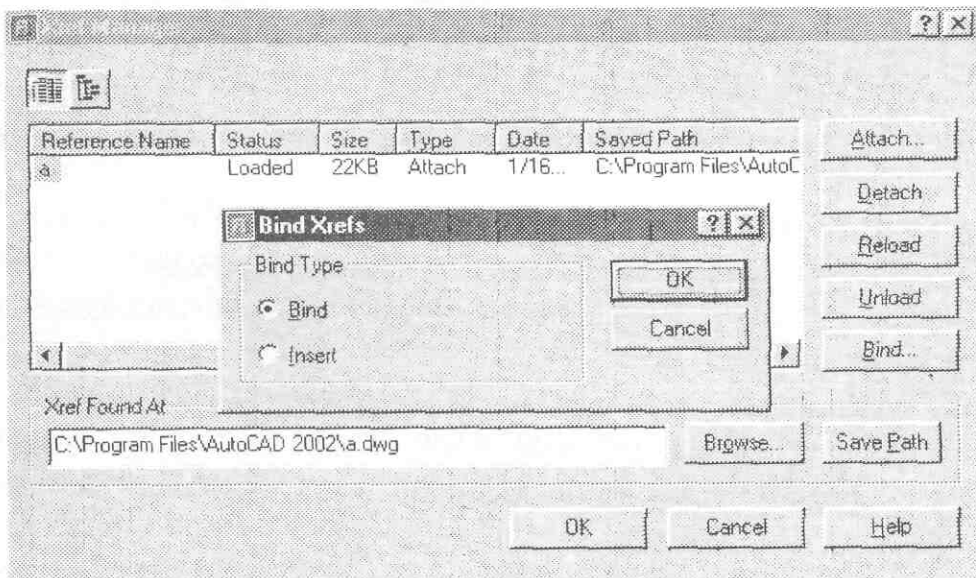 Xref Manager
Reference Name Status Size Type Date Saved Path
a Loaded 22KB Attach 1/16... C:\Program Files\AutoC
Attach...
Detach
Reload
Unload
Bind...
Bind Xrefs
Bind Type
Bind
Insert
OK
Cancel
Xref Found At
C:\Program Files\AutoCAD 2002\a.dwg
Browse...
Save Path
OK
Cancel
Help